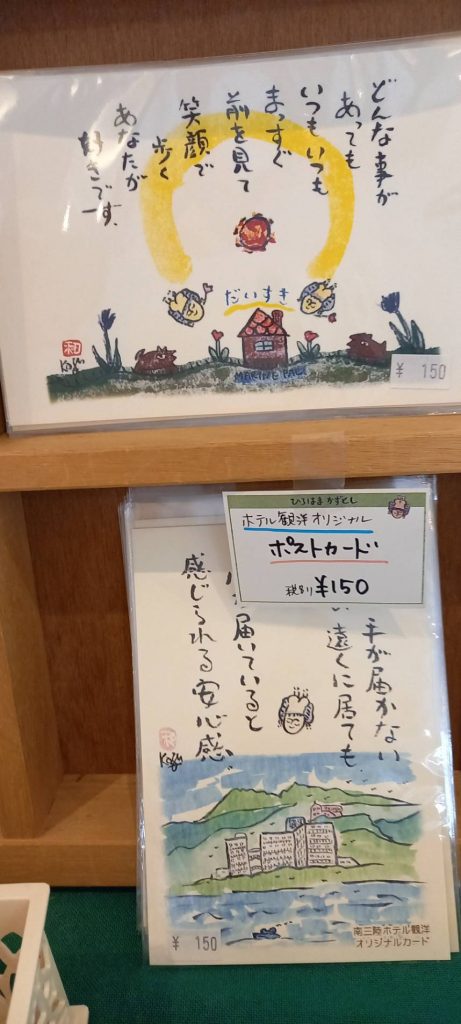 どんな事が
あっても
いつもいつも
まっすぐ
前を見て
笑顔で
歩く
あなたが
好きです。
だいすき
和
¥ 150
ひろはまかずとし
ホテル観洋オリジナル
ポストカード
税別 ¥150
手が届かない
遠くに居ても
届いていると
感じられる安心感。
¥ 150
南三陸ホテル観洋
オリジナルカード